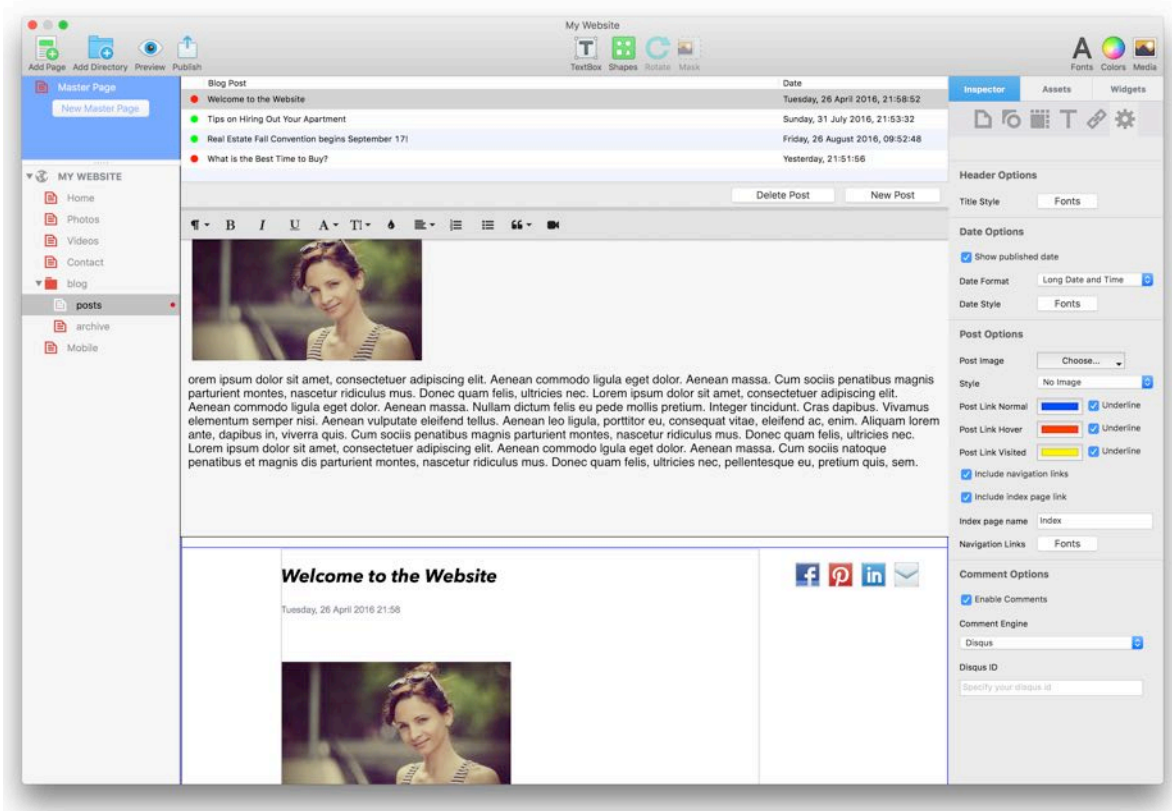 My Website
Add Page Add Directory Preview Publish
TextBox Shapes Rotate Mask
Fonts Colors Media
Master Page
New Master Page
MY WEBSITE
Home
Photos
Videos
Contact
blog
posts
archive
Mobile
Blog Post Date
Welcome to the Website Tuesday, 26 April 2016, 21:58:52
Tips on Hiring Out Your Apartment Sunday, 31 July 2016, 21:53:32
Real Estate Fall Convention begins September 17! Friday, 26 August 2016, 09:52:48
What is the Best Time to Buy? Yesterday, 21:51:56
Delete Post New Post
¶ B I U A T
orem ipsum dolor sit amet, consectetuer adipiscing elit. Aenean commodo ligula eget dolor. Aenean massa. Cum sociis penatibus magnis
parturient montes, nascetur ridiculus mus. Donec quam felis, ultricies nec. Lorem ipsum dolor sit amet, consectetuer adipiscing elit.
Aenean commodo ligula eget dolor. Aenean massa. Nullam dictum felis eu pede mollis pretium. Integer tincidunt. Cras dapibus. Vivamus
elementum semper nisi. Aenean vulputate eleifend tellus. Aenean leo ligula, porttitor eu, consequat vitae, eleifend ac, enim. Aliquam lorem
ante, dapibus in, viverra quis. Cum sociis penatibus magnis parturient montes, nascetur ridiculus mus. Donec quam felis, ultricies nec.
Lorem ipsum dolor sit amet, consectetuer adipiscing elit. Aenean commodo lgula eget dolor. Aenean massa. Cum sociis natoque
penatibus et magnis dis parturient montes, nascetur ridiculus mus. Donec quam felis, ultricies nec, pellentesque eu, pretium quis, sem.
Welcome to the Website
Tuesday, 26 April 2016 21:58
Inspector Assets Widgets
Header Options
Title Style Fonts
Date Options
Show published date
Date Format Long Date and Time
Date Style Fonts
Post Options
Post Image Choose...
Style No Image
Post Link Normal Underline
Post Link Hover Underline
Post Link Visited Underline
Include navigation links
Include index page link
Index page name Index
Navigation Links Fonts
Comment Options
Enable Comments
Comment Engine
Disqus
Disqus ID
Specify your disqus id